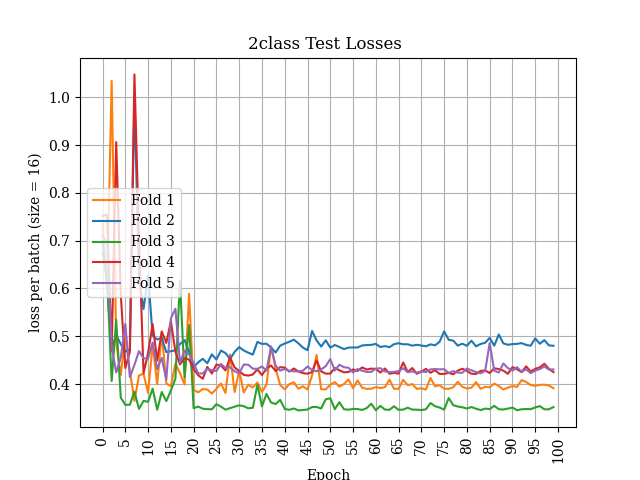 2class Test Losses
loss per batch (size = 16)
1.0
0.9
0.8
0.7
0.6
0.5
0.4
Fold 1
Fold 2
Fold 3
Fold 4
Fold 5
0 5 10 15 20 25 30 35 40 45 50 55 60 65 70 75 80 85 90 95 100
Epoch